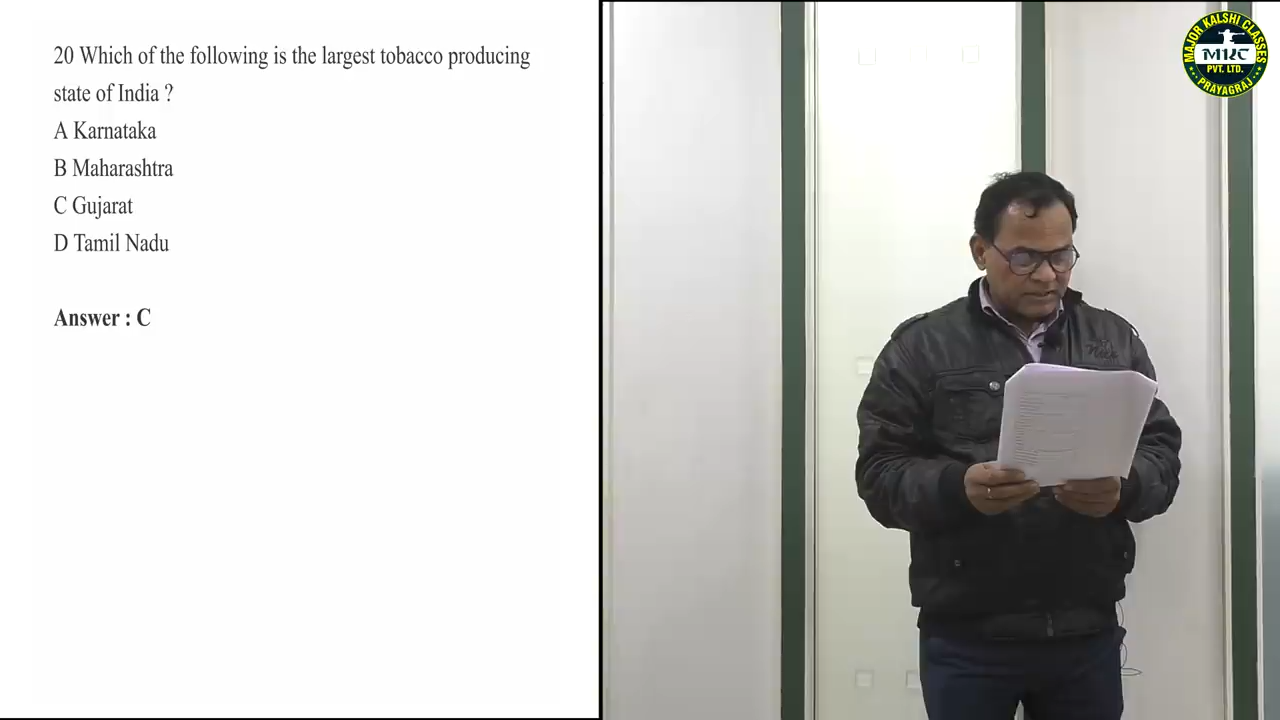 20 Which of the following is the largest tobacco producing
state of India ?
A Karnataka
B Maharashtra
C Gujarat
D Tamil Nadu
Answer : C
MAJOR KALSHI CLASSES
MKC
PVT. LTD.
PRAYAGRAJ